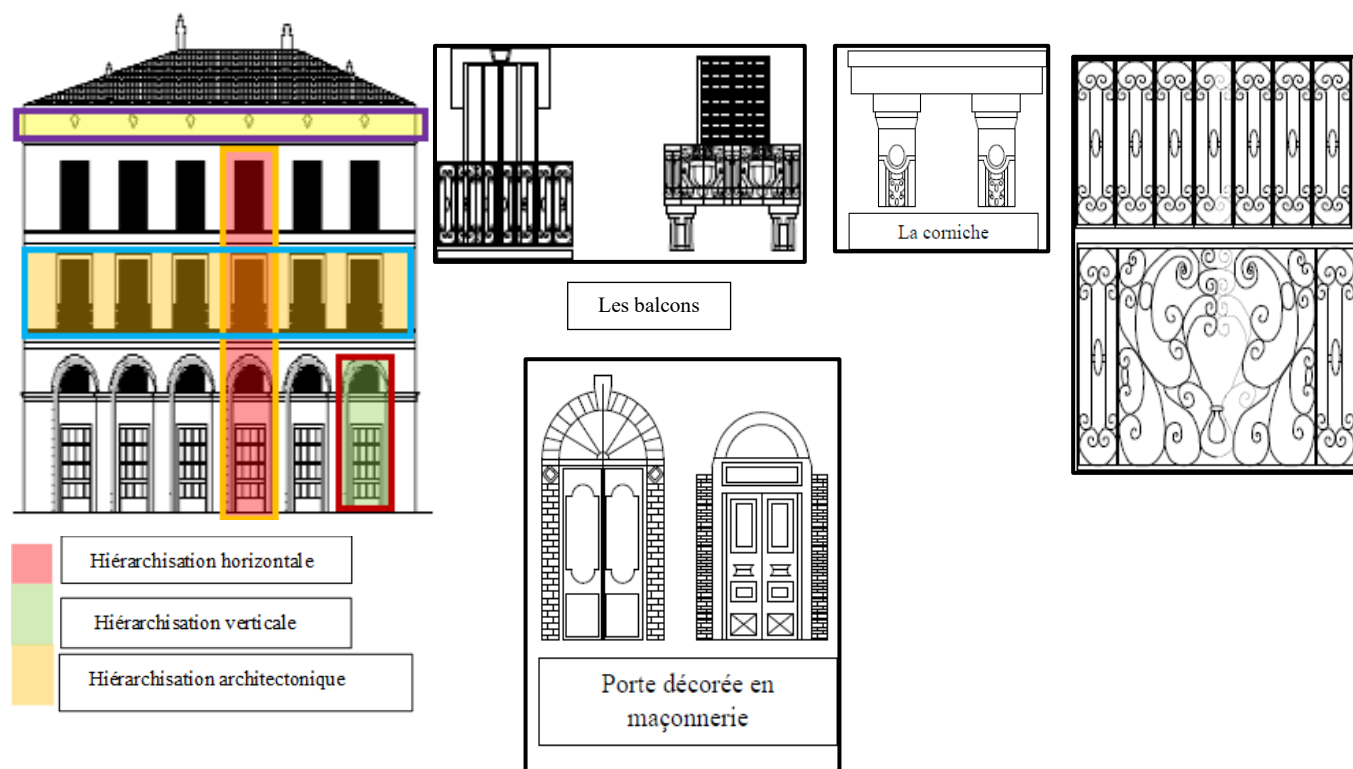 La corniche
Les balcons
Hiérarchisation horizontale
Hiérarchisation verticale
Hiérarchisation architectonique
Porte décorée en
maçonnerie